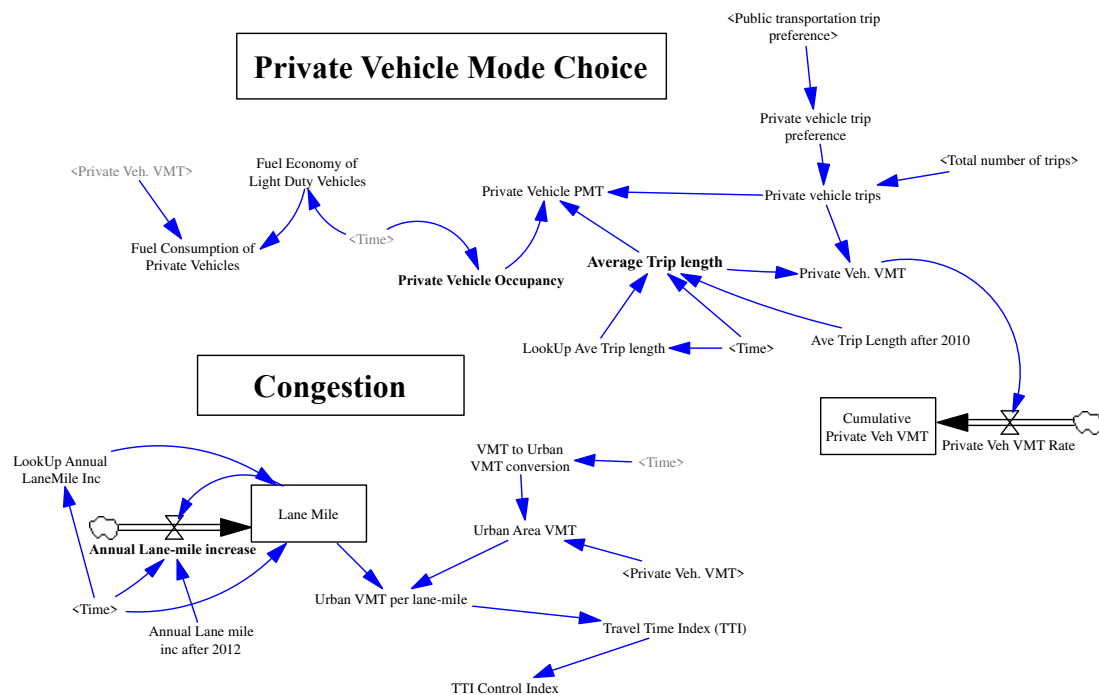 <Public transportation trip
preference>
Private Vehicle Mode Choice
Private vehicle trip
preference
<Private Veh. VMT>
Fuel Economy of
Light Duty Vehicles
<Total number of trips>
Private Vehicle PMT
Private vehicle trips
<Time>
Fuel Consumption of
Private Vehicles
Private Vehicle Occupancy
Average Trip length
Private Veh. VMT
LookUp Ave Trip length
<Time>
Ave Trip Length after 2010
Congestion
Cumulative
Private Veh VMT
Private Veh VMT Rate
LookUp Annual
LaneMile Inc
VMT to Urban
VMT conversion
<Time>
Lane Mile
Annual Lane-mile increase
Urban Area VMT
<Private Veh. VMT>
<Time>
Urban VMT per lane-mile
Annual Lane mile
inc after 2012
Travel Time Index (TTI)
TTI Control Index